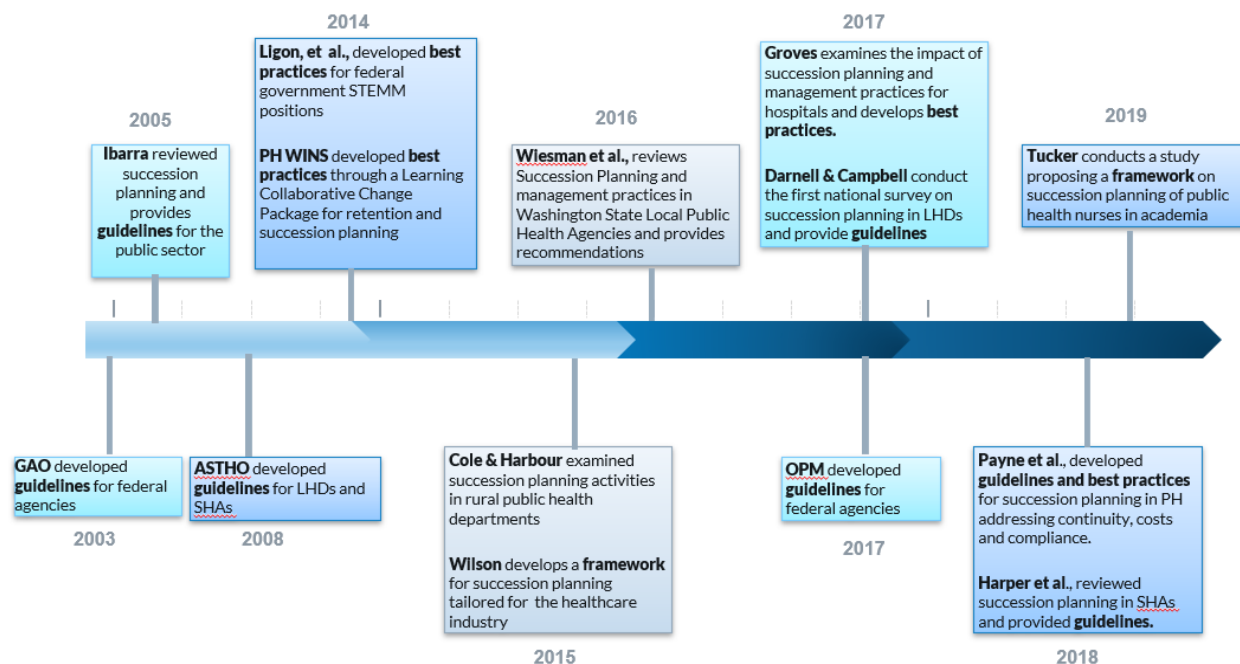 2014
Ligon, et al., developed best
practices for federal
government STEMM
positions
PH WINS developed best
practices through a Learning
Collaborative Change
Package for retention and
succession planning
2017
Groves examines the impact of
succession planning and
management practices for
hospitals and develops best
practices.
Darnell & Campbell conduct
the first national survey on
succession planning in LHDs
and provide guidelines
2005
Ibarra reviewed
succession
planning and
provides
guidelines for the
public sector
2016
Wiesman et al., reviews
Succession Planning and
management practices in
Washington State Local Public
Health Agencies and provides
recommendations
2019
Tucker conducts a study
proposing a framework on
succession planning of public
health nurses in academia
GAO developed
guidelines for federal
agencies
2003
ASTHO developed
guidelines for LHDs and
SHAs
2008
Cole & Harbour examined
succession planning activities
in rural public health
departments
Wilson develops a framework
for succession planning
tailored for the healthcare
industry
2015
OPM developed
guidelines for
federal agencies
2017
Payne et al., developed
guidelines and best practices
for succession planning in PH
addressing continuity, costs
and compliance.
Harper et al., reviewed
succession planning in SHAs
and provided guidelines.
2018